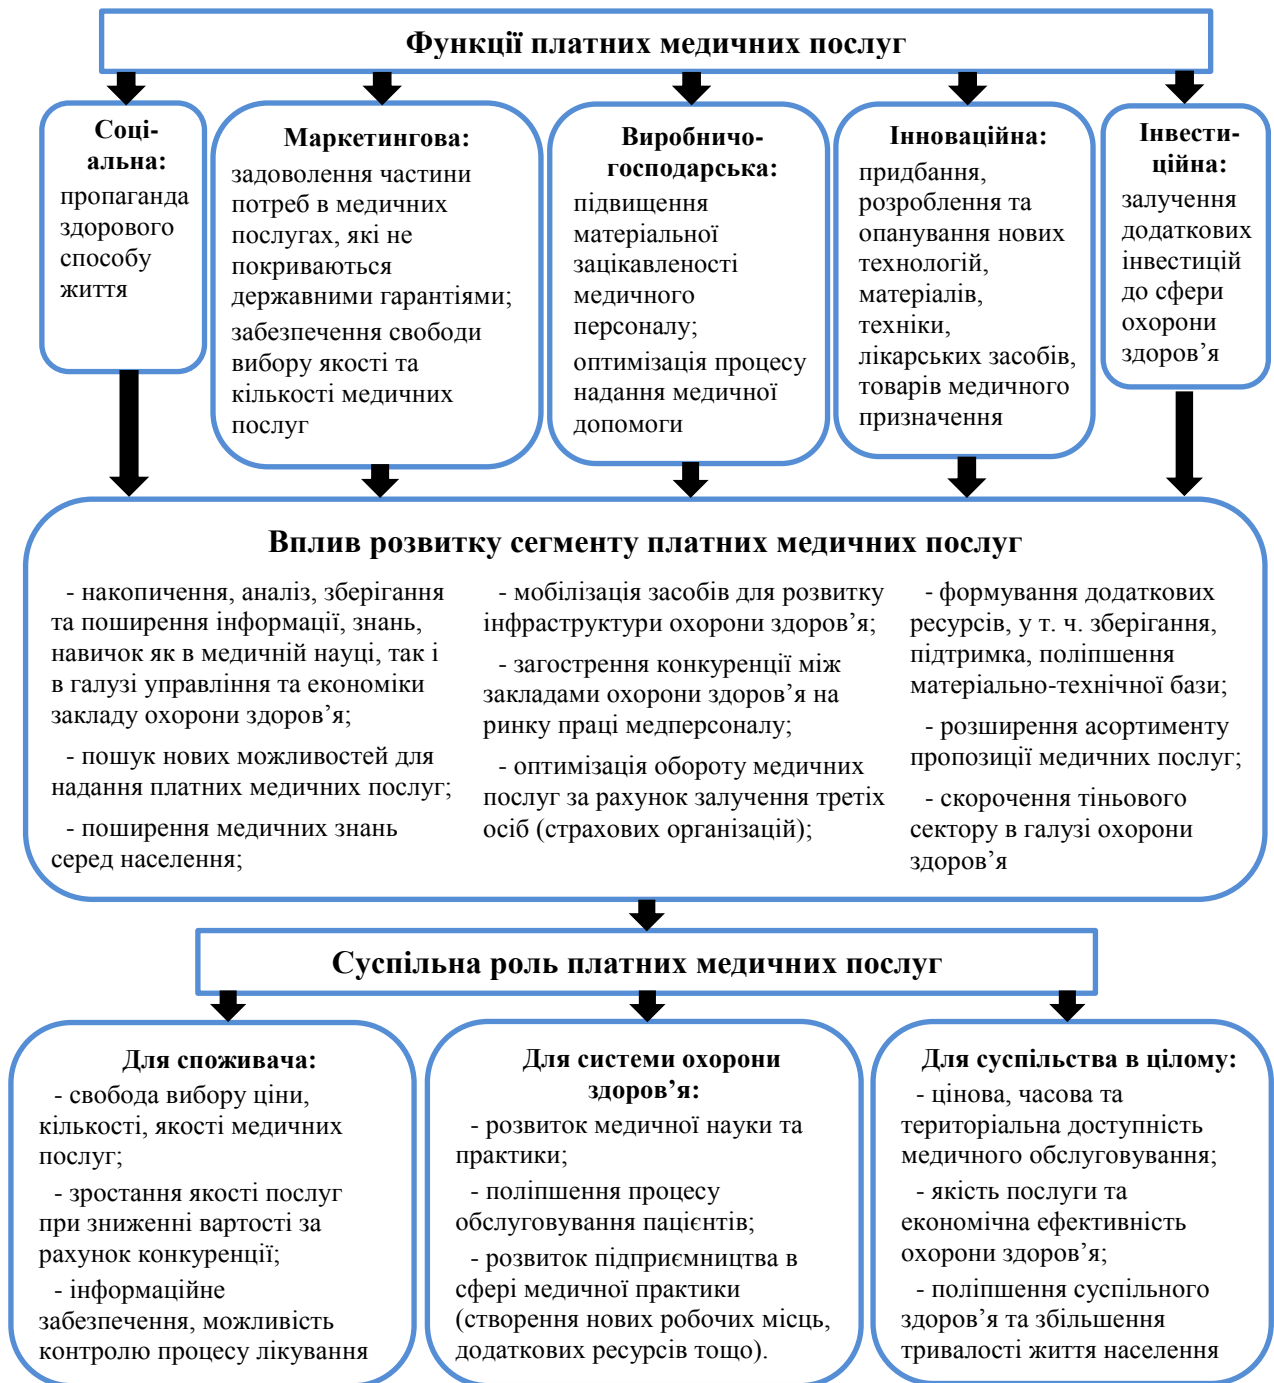 Функції платних медичних послуг
Соці-
альна:
пропаганда
здорового
способу
життя
Маркетингова:
задоволення частини
потреб в медичних
послугах, які не
покриваються
державними гарантіями;
забезпечення свободи
вибору якості та
кількості медичних
послуг
Виробничо-
господарська:
підвищення
матеріальної
зацікавленості
медичного
персоналу;
оптимізація процесу
надання медичної
допомоги
Інноваційна:
придбання,
розроблення та
опанування нових
технологій,
матеріалів,
техніки,
лікарських засобів,
товарів медичного
призначення
Інвести-
ційна:
залучення
додаткових
інвестицій
до сфери
охорони
здоров’я
Вплив розвитку сегменту платних медичних послуг
- накопичення, аналіз, зберігання
та поширення інформації, знань,
навичок як в медичній науці, так і
в галузі управління та економіки
закладу охорони здоров’я;
- пошук нових можливостей для
надання платних медичних послуг;
- поширення медичних знань
серед населення;
- мобілізація засобів для розвитку
інфраструктури охорони здоров’я;
- загострення конкуренції між
закладами охорони здоров’я на
ринку праці медперсоналу;
- оптимізація обороту медичних
послуг за рахунок залучення третіх
осіб (страхових організацій);
- формування додаткових
ресурсів, у т. ч. зберігання,
підтримка, поліпшення
матеріально-технічної бази;
- розширення асортименту
пропозиції медичних послуг;
- скорочення тіньового
сектору в галузі охорони
здоров’я
Суспільна роль платних медичних послуг
Для споживача:
- свобода вибору ціни,
кількості, якості медичних
послуг;
- зростання якості послуг
при зниженні вартості за
рахунок конкуренції;
- інформаційне
забезпечення, можливість
контролю процесу лікування
Для системи охорони
здоров’я:
- розвиток медичної науки та
практики;
- поліпшення процесу
обслуговування пацієнтів;
- розвиток підприємництва в
сфері медичної практики
(створення нових робочих місць,
додаткових ресурсів тощо).
Для суспільства в цілому:
- цінова, часова та
територіальна доступність
медичного обслуговування;
- якість послуги та
економічна ефективність
охорони здоров’я;
- поліпшення суспільного
здоров’я та збільшення
тривалості життя населення